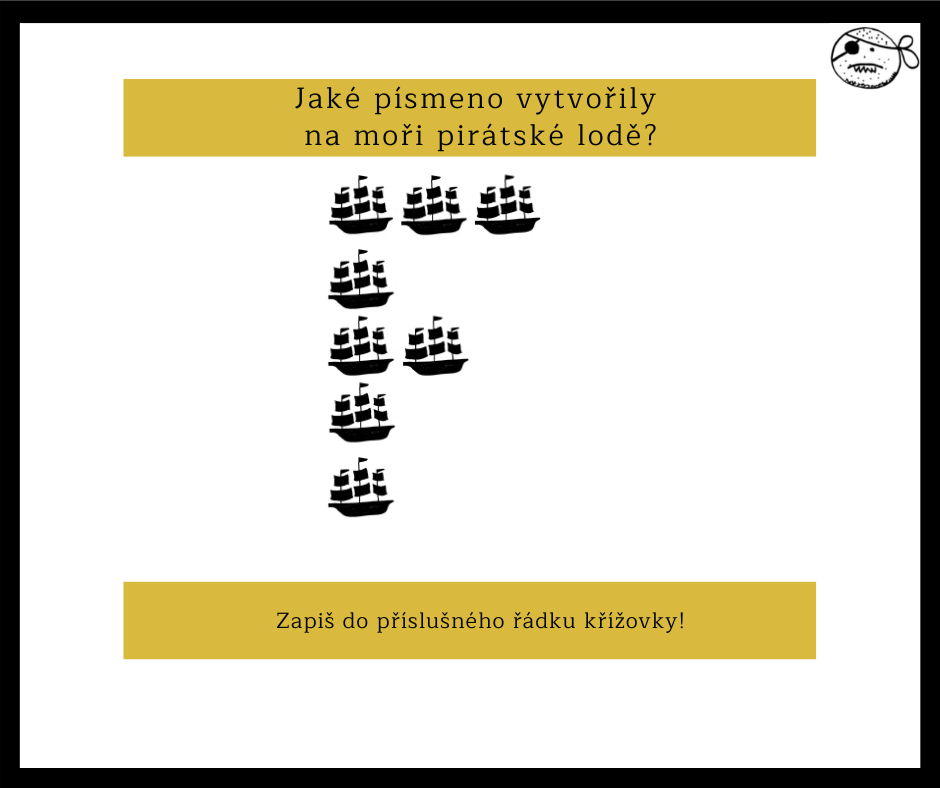 Jaké písmeno vytvořily
na moři pirátské lodě?
Zapiš do příslušného řádku křížovky!